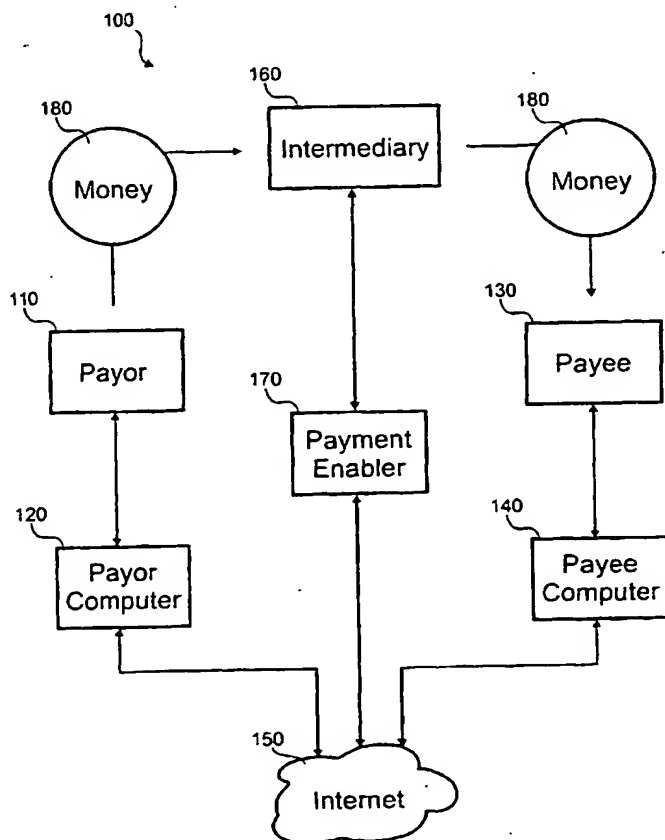 100
160
180
180
Intermediary
Money
Money
110
130
Payor
170
Payee
Payment
Enabler
120
140
Payor
Computer
Payee
Computer
150
Internet